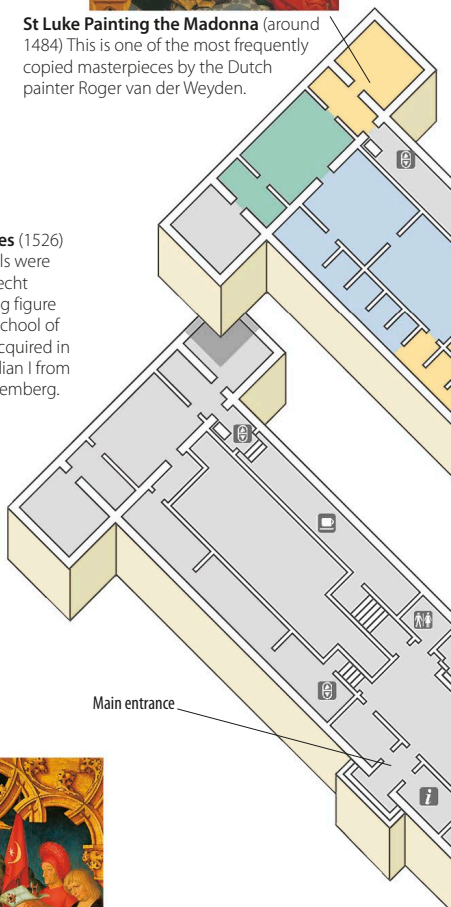 St Luke Painting the Madonna (around
1484) This is one of the most frequently
copied masterpieces by the Dutch
painter Roger van der Weyden.
es (1526)
ls were
echt
g figure
chool of
cquired in
lian I from
emberg.
Main entrance
i